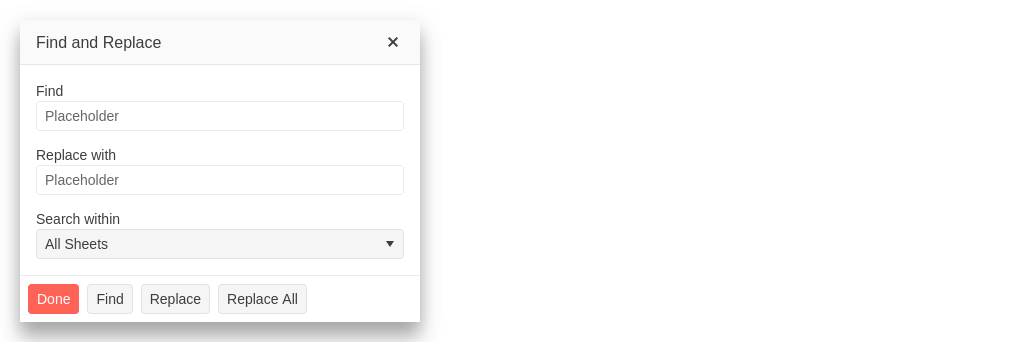 Find and Replace
Find
Placeholder
Replace with
Placeholder
Search within
All Sheets
Done Find Replace Replace All